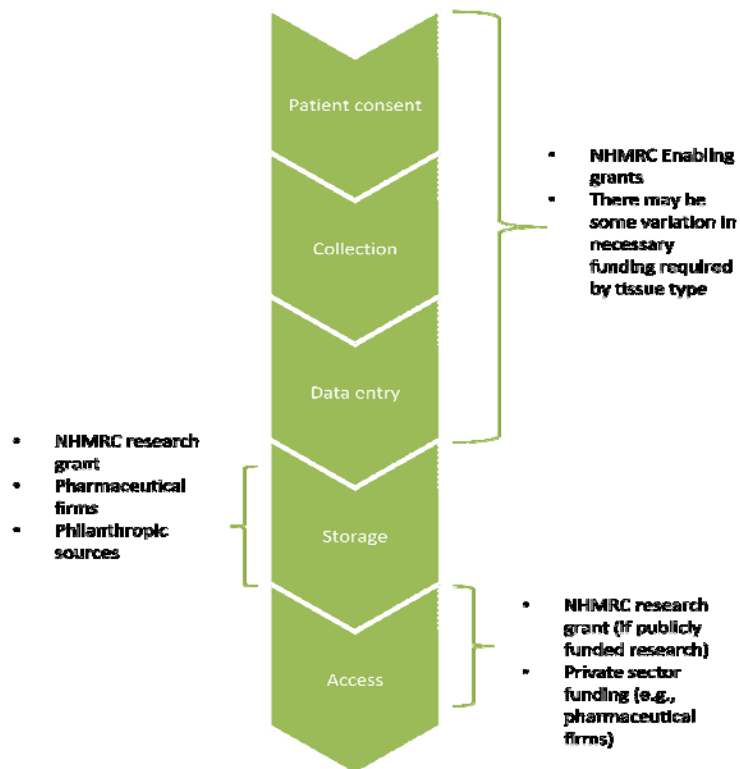 Patient consent
• NHMRC Enabling
grants
• There may be
some variation in
necessary
funding required
by tissue type
Collection
Data entry
• NHMRC research
grant
• Pharmaceutical
firms
• Philanthropic
sources
Storage
• NHMRC research
grant (if publicly
funded research)
• Private sector
funding (e.g.,
pharmaceutical
firms)
Access